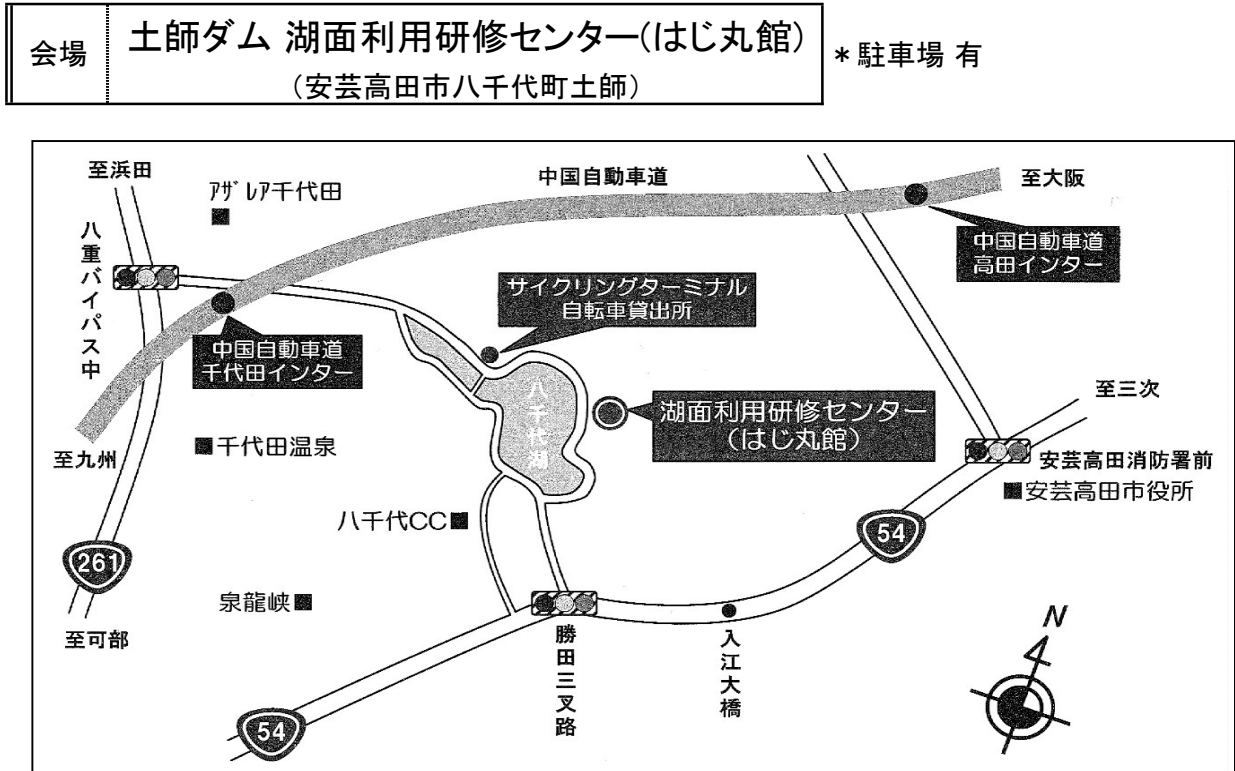 会場
土師ダム 湖面利用研修センター(はじ丸館)
(安芸高田市八千代町土師)
*駐車場 有
至浜田
ｱｻﾞﾚｱ千代田
中国自動車道
至大阪
八重バイパス中
中国自動車道
高田インター
サイクリングターミナル
自転車貸出所
中国自動車道
千代田インター
八千代湖
湖面利用研修センター
(はじ丸館)
至三次
至九州
千代田温泉
安芸高田消防署前
安芸高田市役所
八千代CC
54
261
泉龍峡
至可部
勝田三叉路
入江大橋
N
54